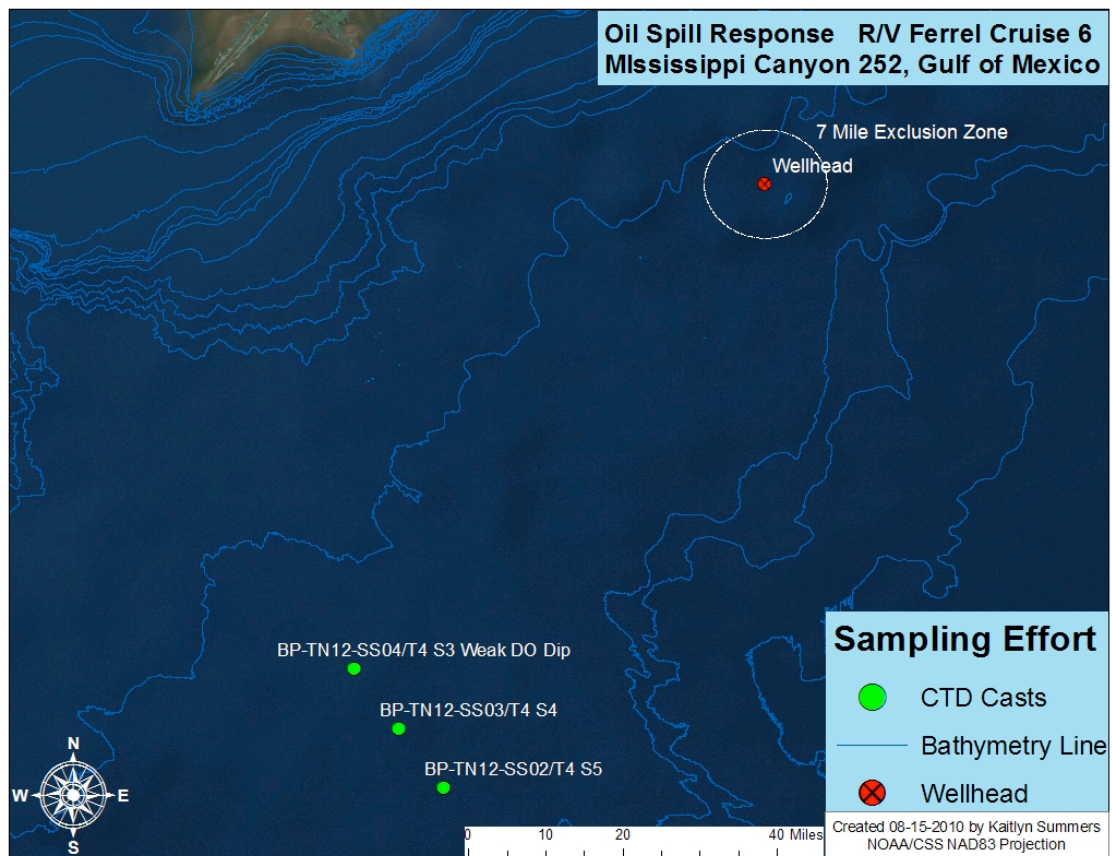 Oil Spill Response R/V Ferrel Cruise 6
MIssissippi Canyon 252, Gulf of Mexico
7 Mile Exclusion Zone
Wellhead
BP-TN12-SS04/T4 S3 Weak DO Dip
BP-TN12-SS03/T4 S4
BP-TN12-SS02/T4 S5
N
W E
S
0 10 20 40 Miles
Sampling Effort
CTD Casts
Bathymetry Line
Wellhead
Created 08-15-2010 by Kaitlyn Summers
NOAA/CSS NAD83 Projection